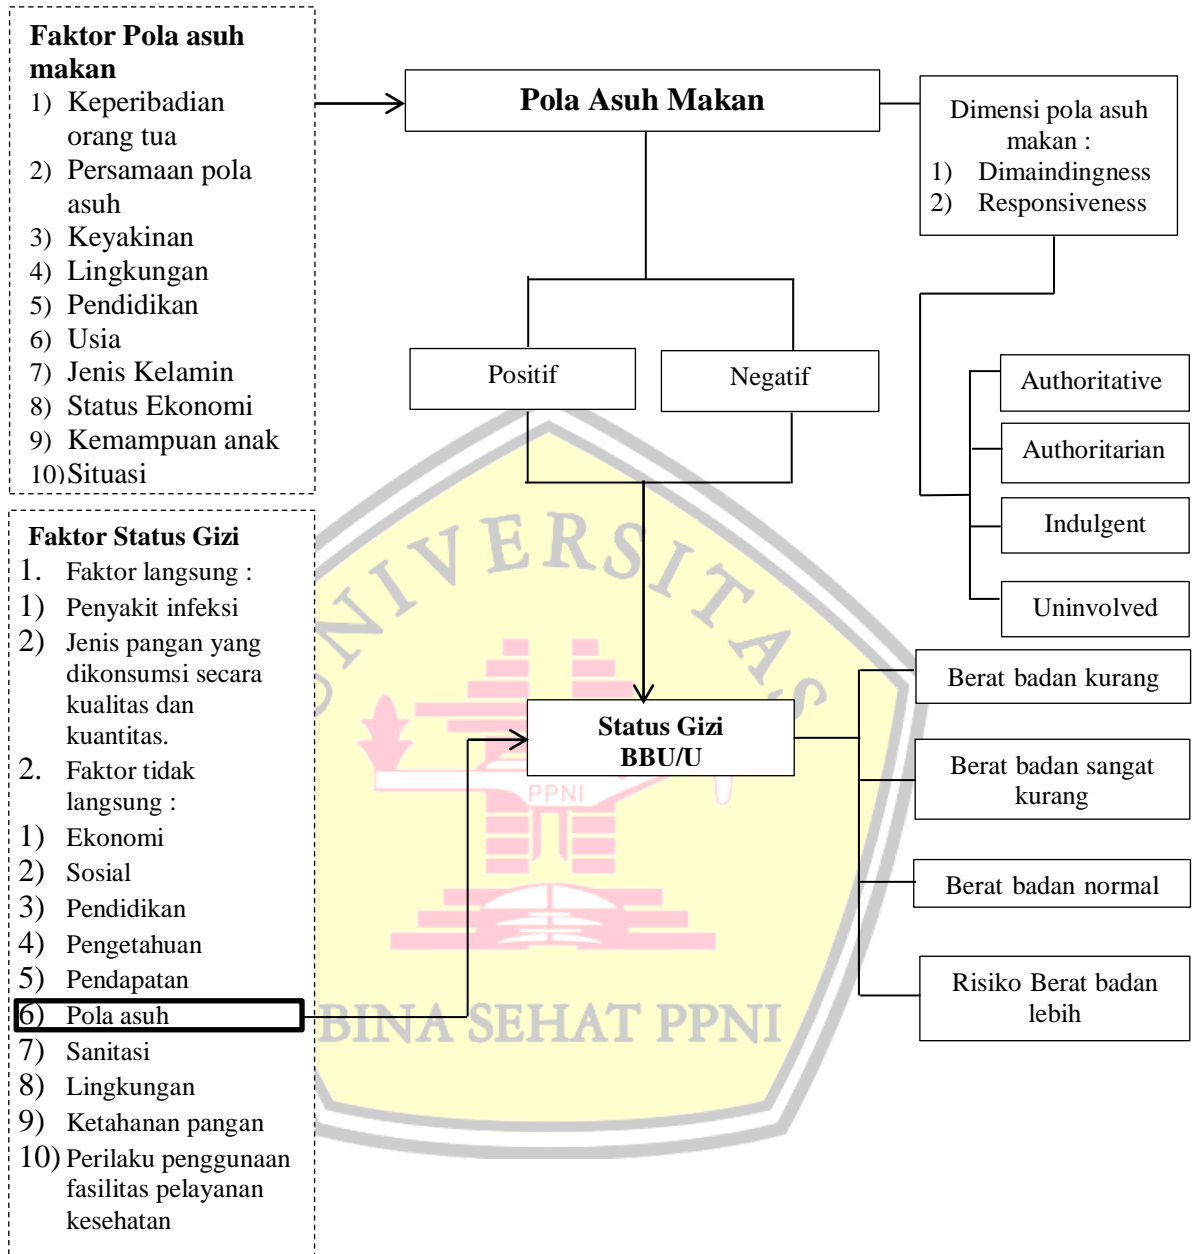 Faktor Pola asuh
makan
1) Keperibadian
orang tua
2) Persamaan pola
asuh
3) Keyakinan
4) Lingkungan
5) Pendidikan
6) Usia
7) Jenis Kelamin
8) Status Ekonomi
9) Kemampuan anak
10)Situasi
Pola Asuh Makan
Dimensi pola asuh
makan :
1) Dimaindingness
2) Responsiveness
Positif
Negatif
Authoritative
Authoritarian
Indulgent
Uninvolved
Faktor Status Gizi
1. Faktor langsung :
1) Penyakit infeksi
2) Jenis pangan yang
dikonsumsi secara
kualitas dan
kuantitas.
2. Faktor tidak
langsung :
1) Ekonomi
2) Sosial
3) Pendidikan
4) Pengetahuan
5) Pendapatan
6) Pola asuh
7) Sanitasi
8) Lingkungan
9) Ketahanan pangan
10) Perilaku penggunaan
fasilitas pelayanan
kesehatan
Status Gizi
BBU/U
Berat badan kurang
Berat badan sangat
kurang
Berat badan normal
Risiko Berat badan
lebih
UNIVERSITAS
PPNI
BINA SEHAT PPNI